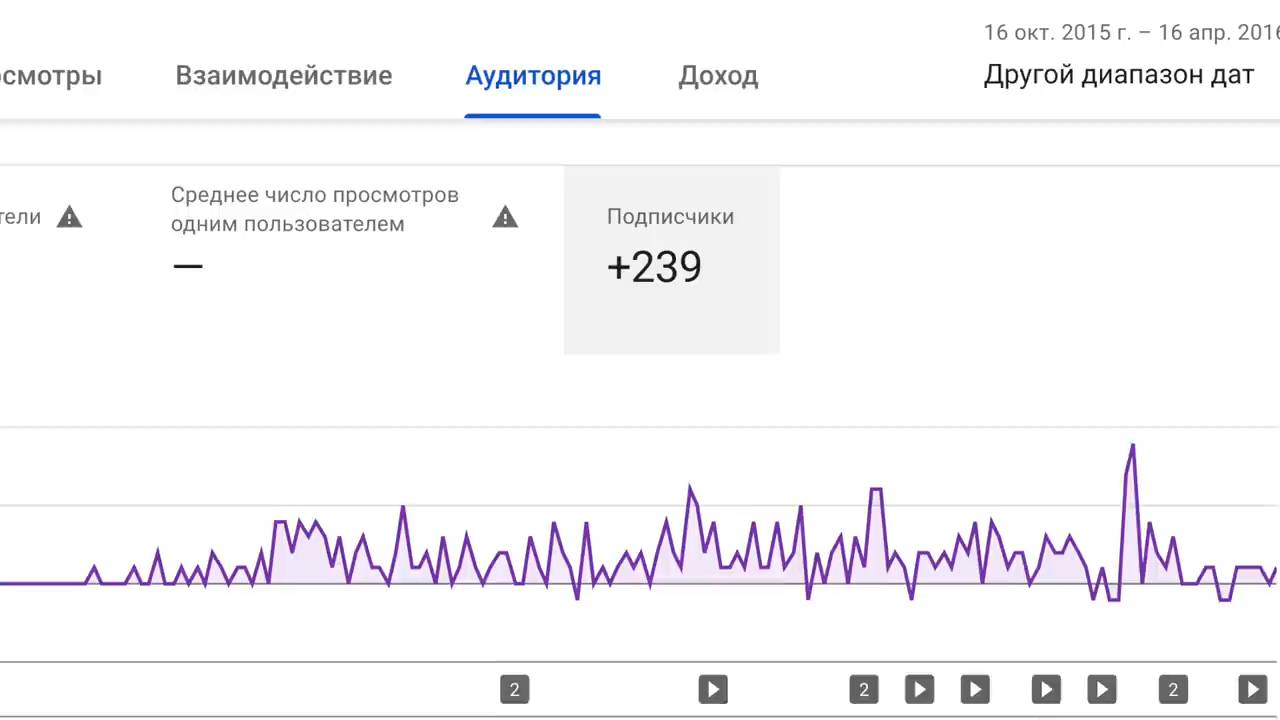 16 окт. 2015 г. – 16 апр. 2016
осмотры Взаимодействие Аудитория Доход Другой диапазон дат
тели Среднее число просмотров одним пользователем Подписчики
— +239
2 2 2